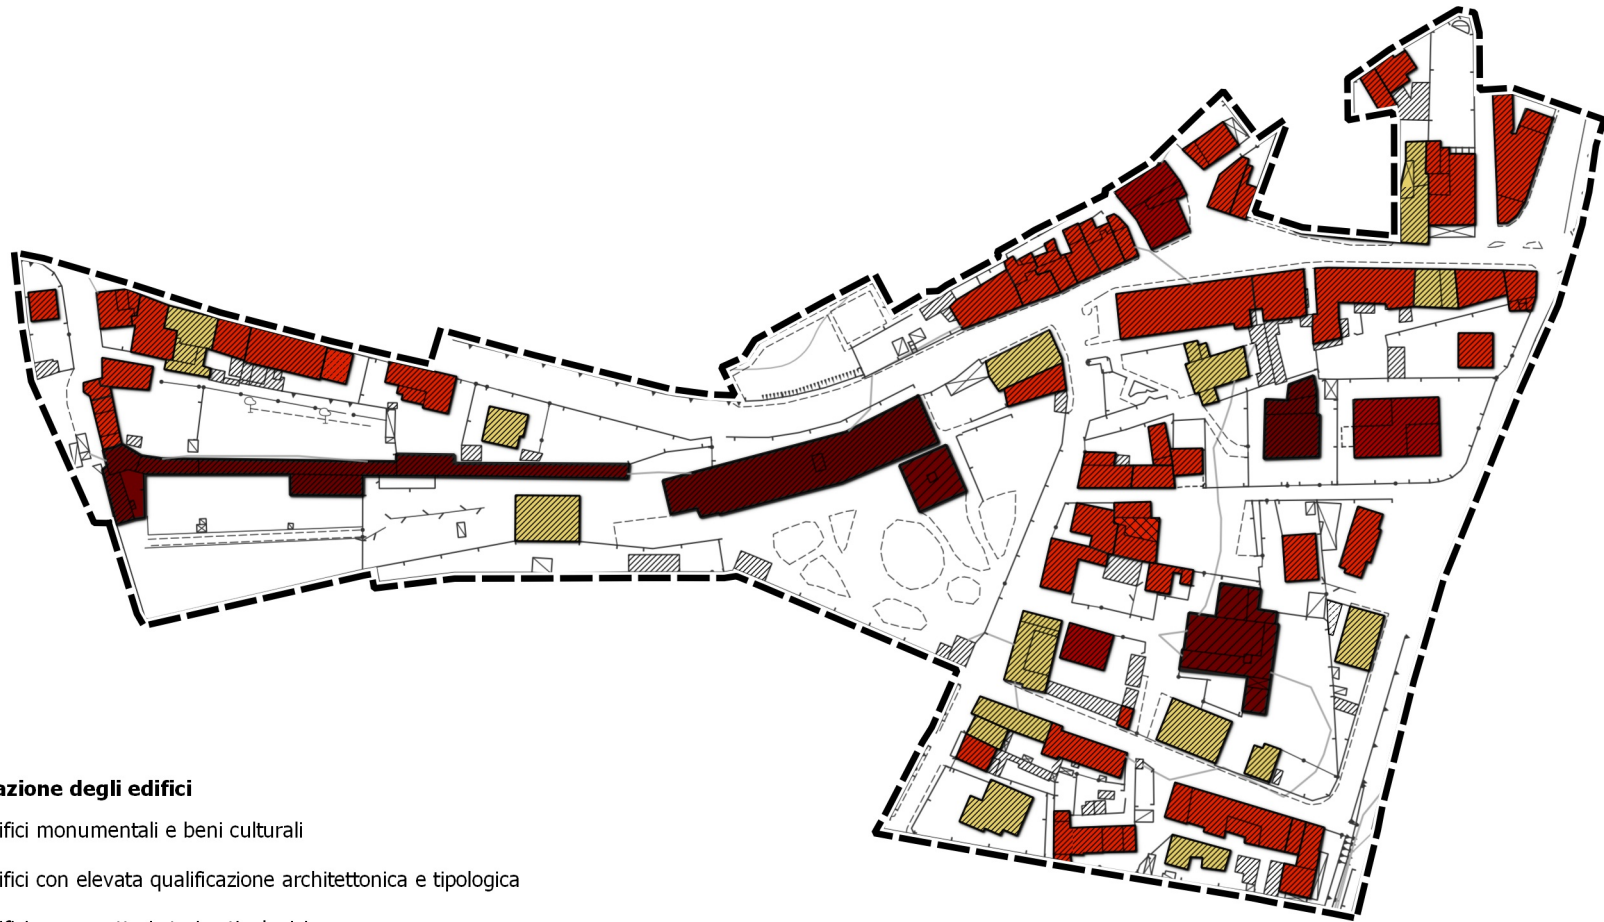 azione degli edifici
ifici monumentali e beni culturali
ifici con elevata qualificazione architettonica e tipologica